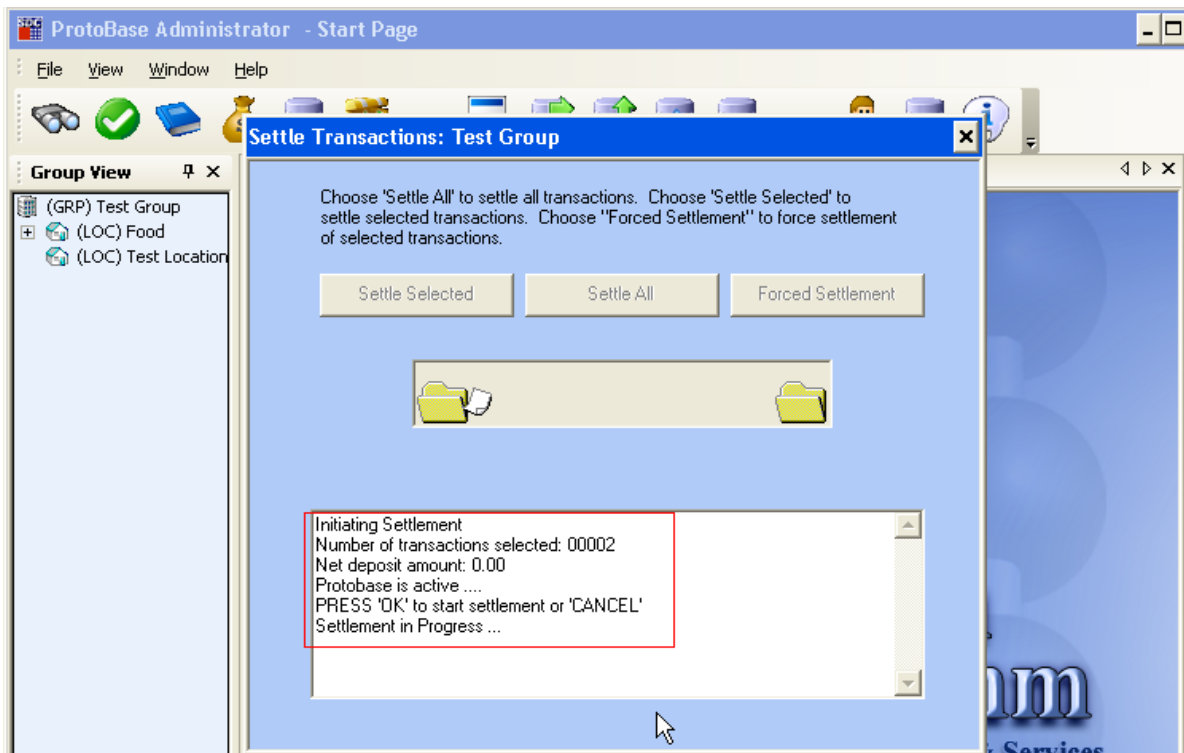 ProtoBase Administrator - Start Page
File View Window Help
Settle Transactions: Test Group
Group View
(GRP) Test Group
(LOC) Food
(LOC) Test Location
Choose 'Settle All' to settle all transactions. Choose 'Settle Selected' to
settle selected transactions. Choose "Forced Settlement" to force settlement
of selected transactions.
Settle Selected
Settle All
Forced Settlement
Initiating Settlement
Number of transactions selected: 00002
Net deposit amount: 0.00
Protobase is active ....
PRESS 'OK' to start settlement or 'CANCEL'
Settlement in Progress ...
& Services